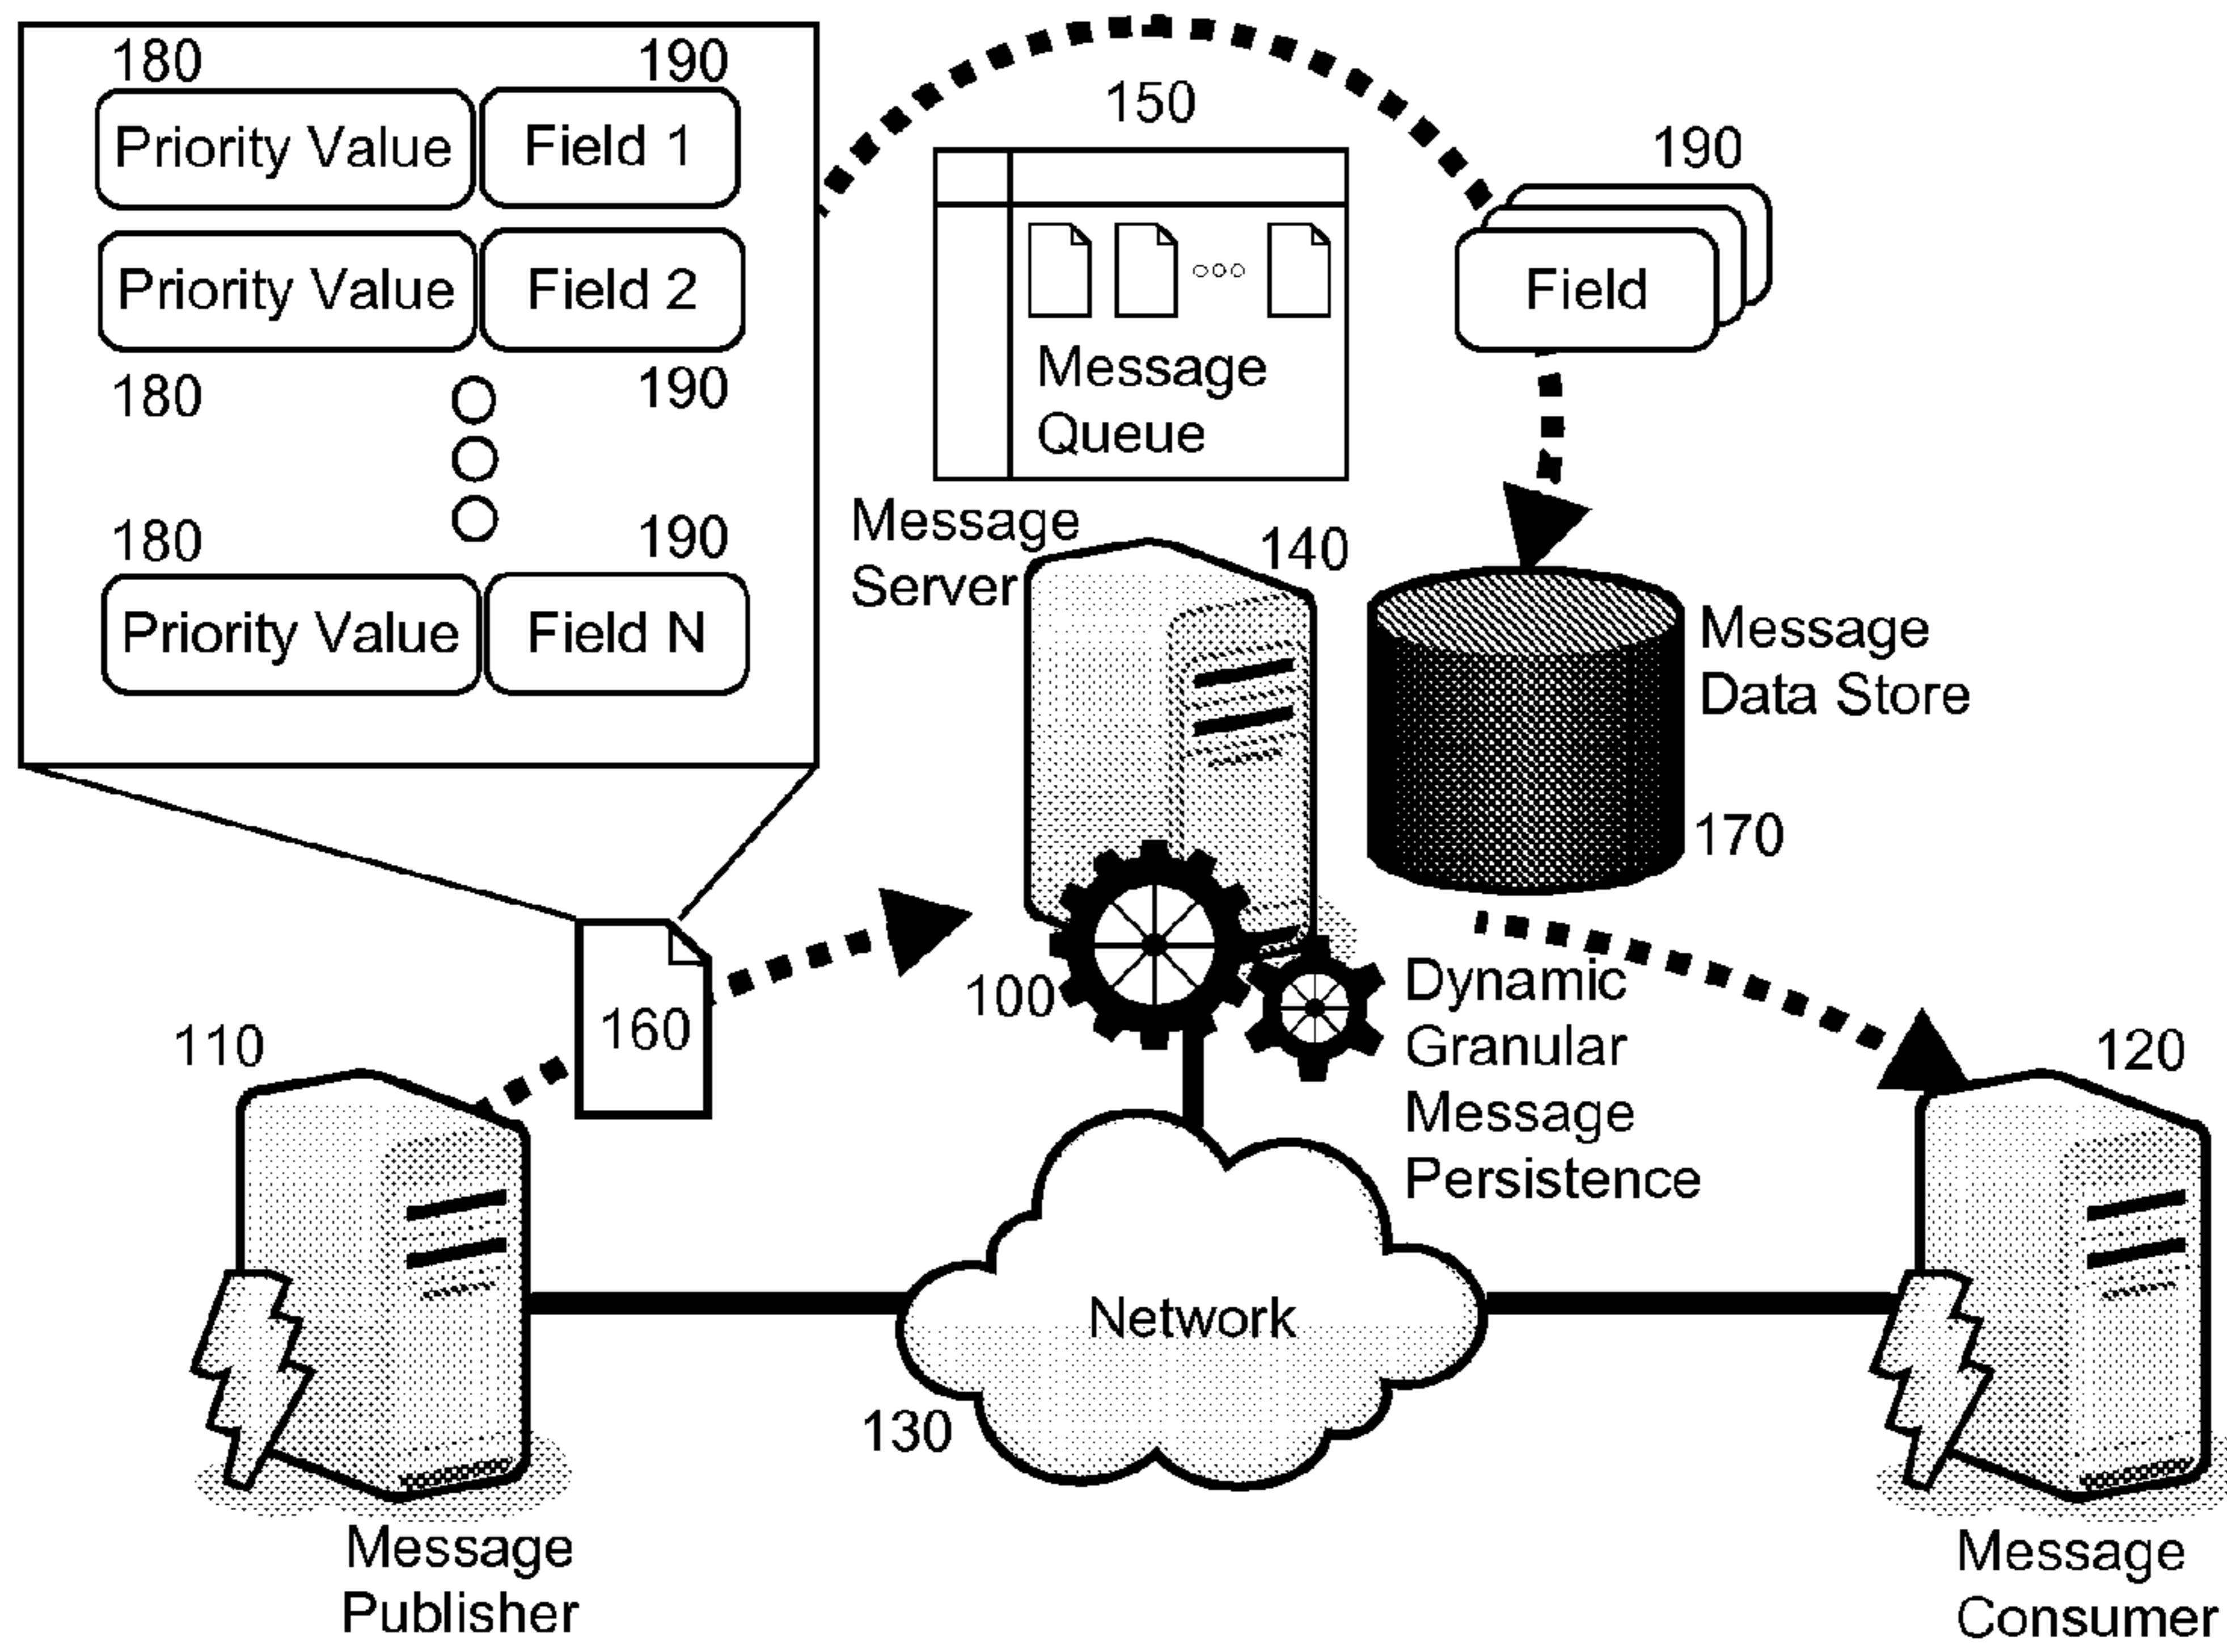 180 190
Priority Value Field 1
Priority Value Field 2
180 190
180 190
Priority Value Field N
150
Message
Queue
190
Field
Message
Server
140
Message
Data Store
170
160
100
Dynamic
Granular
Message
Persistence
110
Message
Publisher
Network
130
120
Message
Consumer